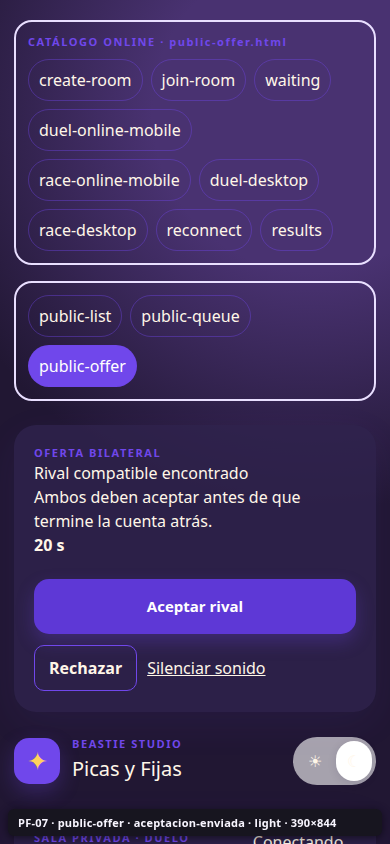 CATÁLOGO ONLINE · public-offer.html
create-room join-room waiting
duel-online-mobile
race-online-mobile duel-desktop
race-desktop reconnect results
public-list public-queue
public-offer
OFERTA BILATERAL
Rival compatible encontrado
Ambos deben aceptar antes de que
termine la cuenta atrás.
20 s
Aceptar rival
Rechazar Silenciar sonido
BEASTIE STUDIO
Picas y Fijas
PF-07 · public-offer · aceptacion-enviada · light · 390×844
SALA PRIVADA · DUELO
Conectando